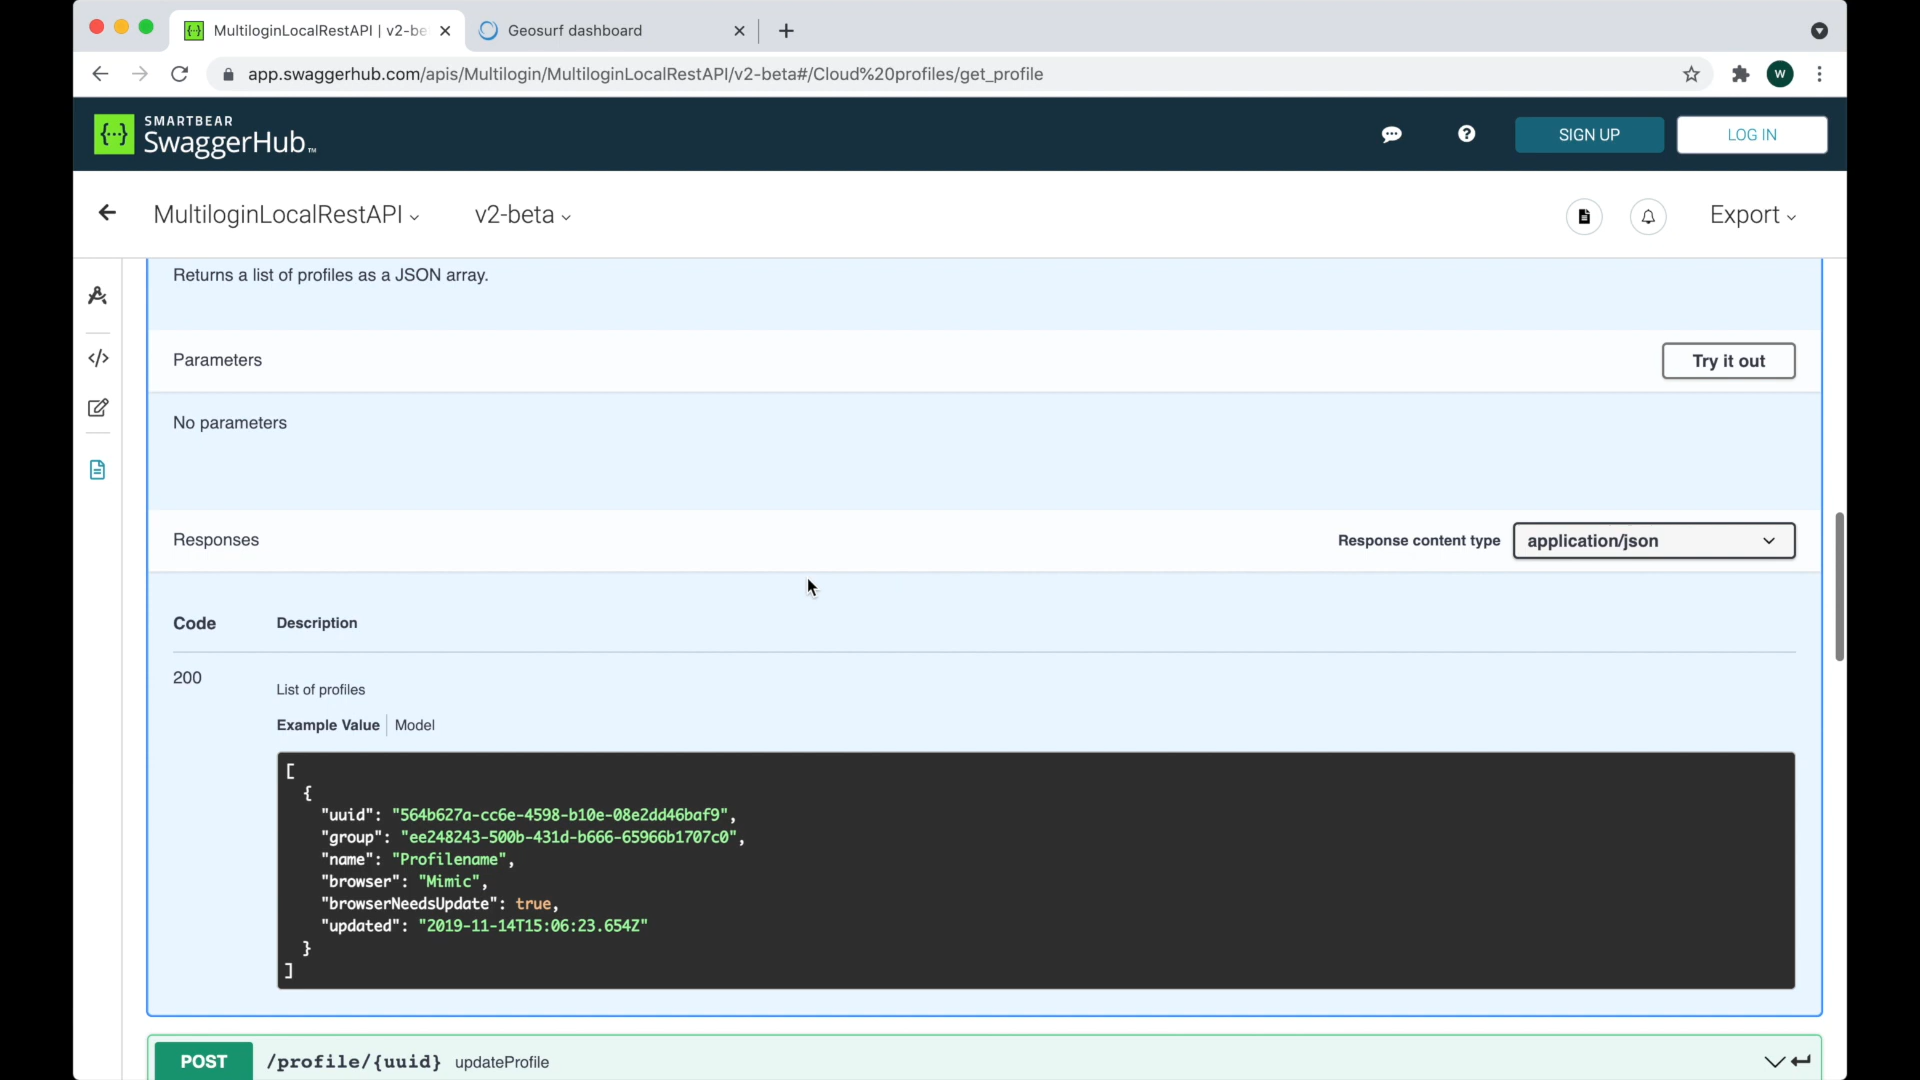 MultiloginLocalRestAPI | v2-be
Geosurf dashboard
app.swaggerhub.com/apis/Multilogin/MultiloginLocalRestAPI/v2-beta#/Cloud%20profiles/get_profile
W
SMARTBEAR
SwaggerHub™
SIGN UP
LOG IN
MultiloginLocalRestAPI
v2-beta
Export
Returns a list of profiles as a JSON array.
Parameters
Try it out
No parameters
Responses
Response content type
application/json
Code
Description
200
List of profiles
Example Value | Model
[
{
"uuid": "564b627a-cc6e-4598-b10e-08e2dd46baf9",
"group": "ee248243-500b-431d-b666-65966b1707c0",
"name": "Profilename",
"browser": "Mimic",
"browserNeedsUpdate": true,
"updated": "2019-11-14T15:06:23.654Z"
}
]
POST /profile/{uuid} updateProfile